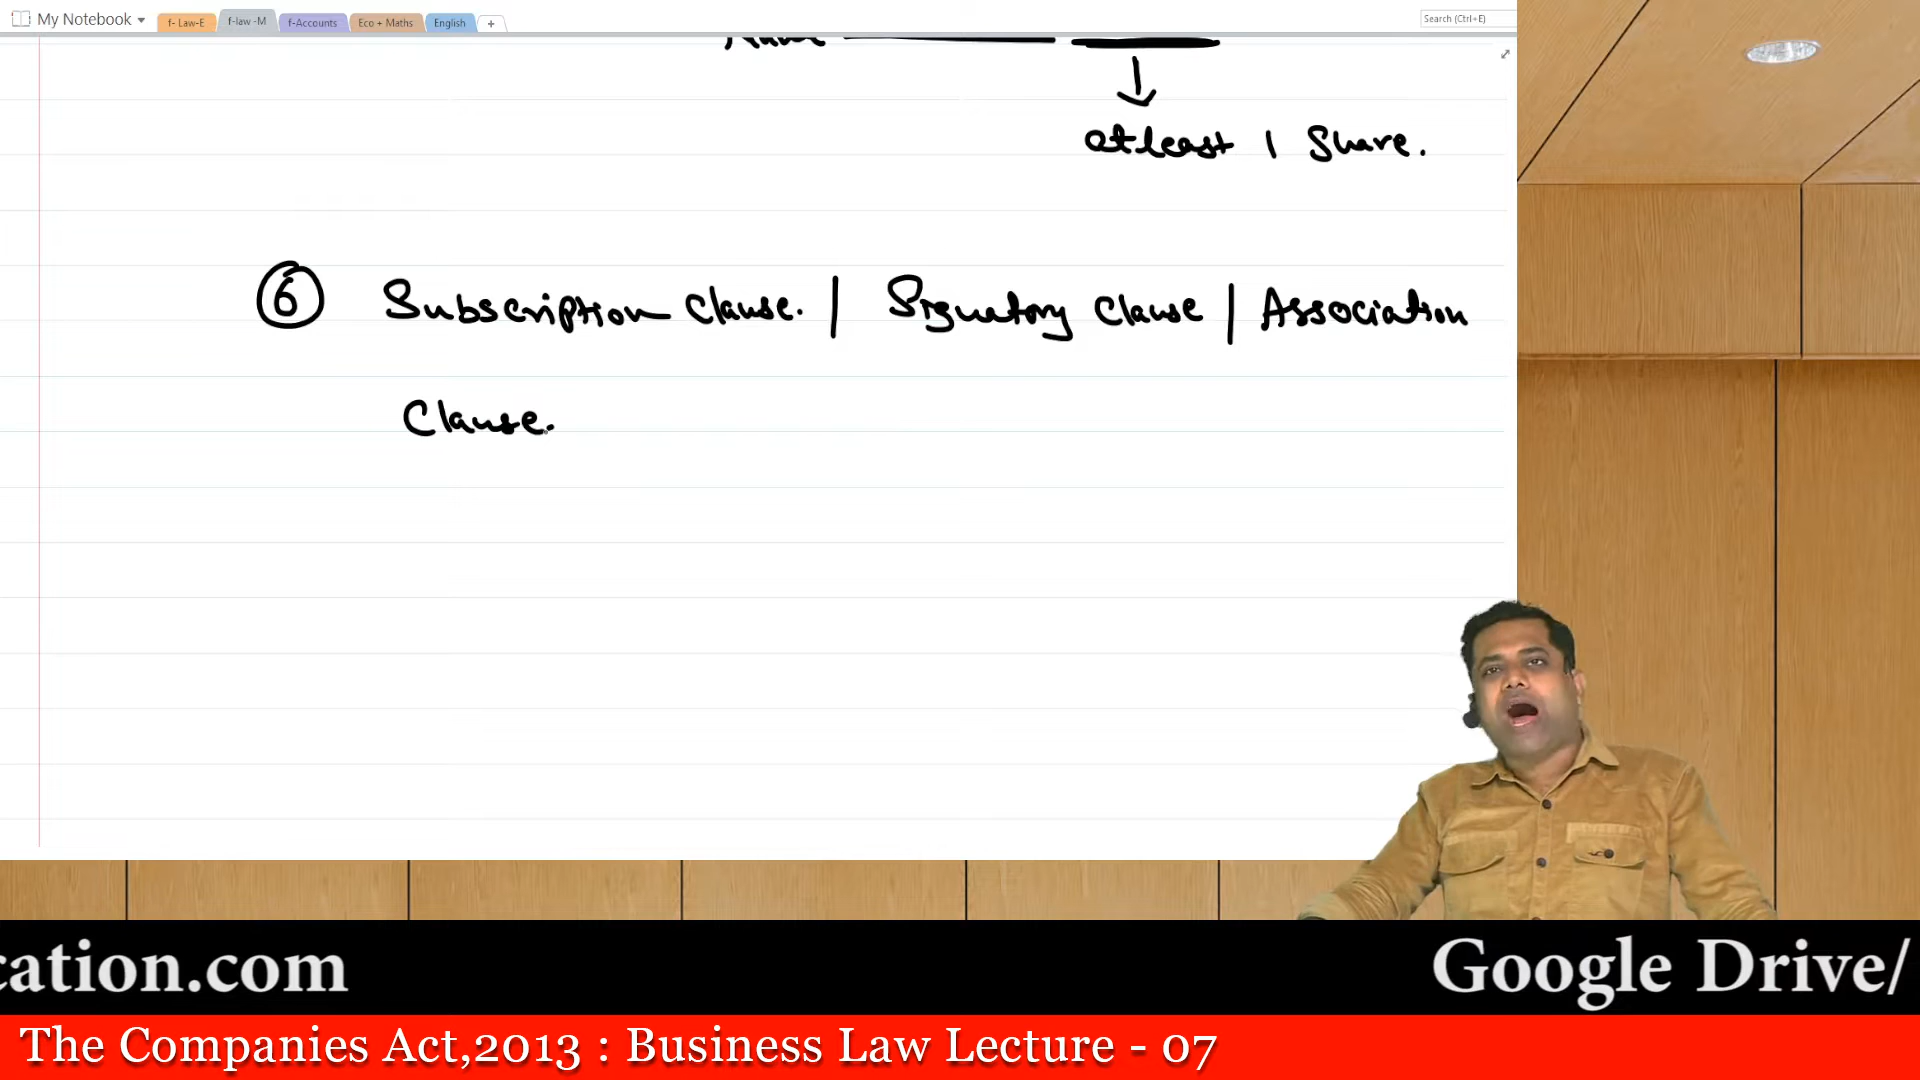 My Notebook
f- Law-E
f-law -M
f-Accounts
Eco + Maths
English
Search (Ctrl+E)
Name
atleast 1 Share.
6 Subscription Clause. | Signatory Clause | Association
Clause.
cation.com
Google Drive/
The Companies Act,2013 : Business Law Lecture - 07